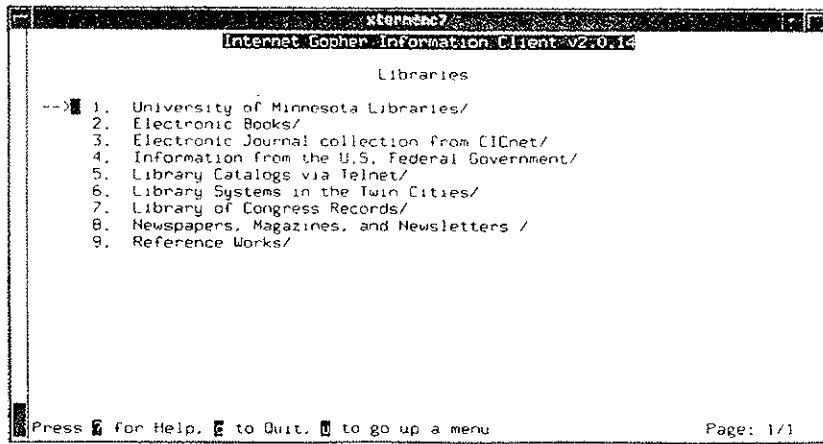 Internet Gopher Information Client v2.0.14
Libraries
--> 1. University of Minnesota Libraries/
2. Electronic Books/
3. Electronic Journal collection from CICnet/
4. Information from the U.S. Federal Government/
5. Library Catalogs via Telnet/
6. Library Systems in the Twin Cities/
7. Library of Congress Records/
8. Newspapers, Magazines, and Newsletters /
9. Reference Works/
Press ? for Help, q to Quit, u to go up a menu Page: 1/1